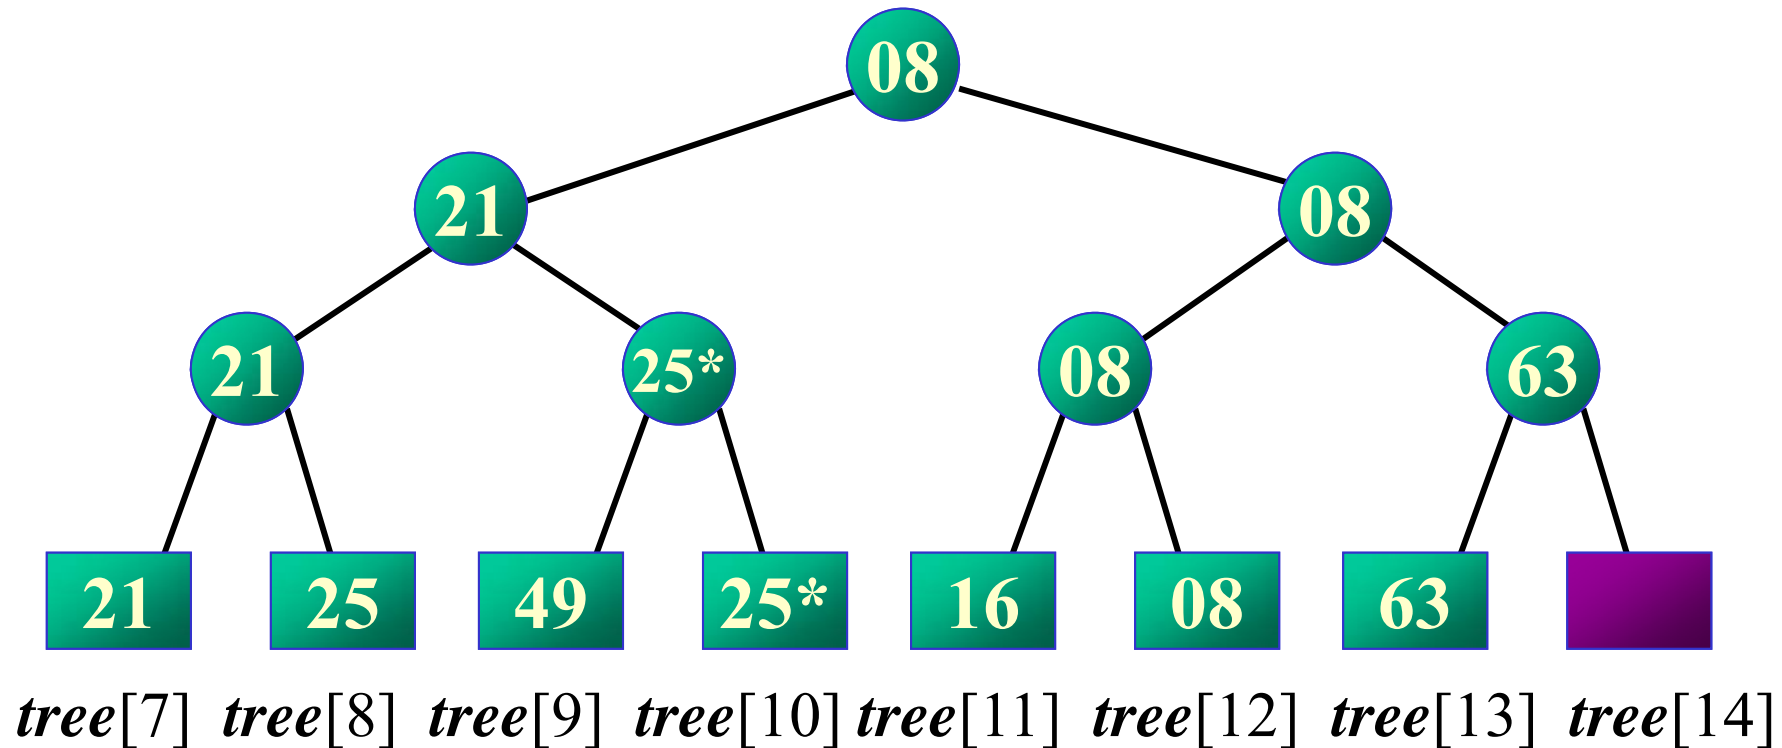 08
21 08
21 25* 08 63
21 25 49 25* 16 08 63
tree[7] tree[8] tree[9] tree[10] tree[11] tree[12] tree[13] tree[14]